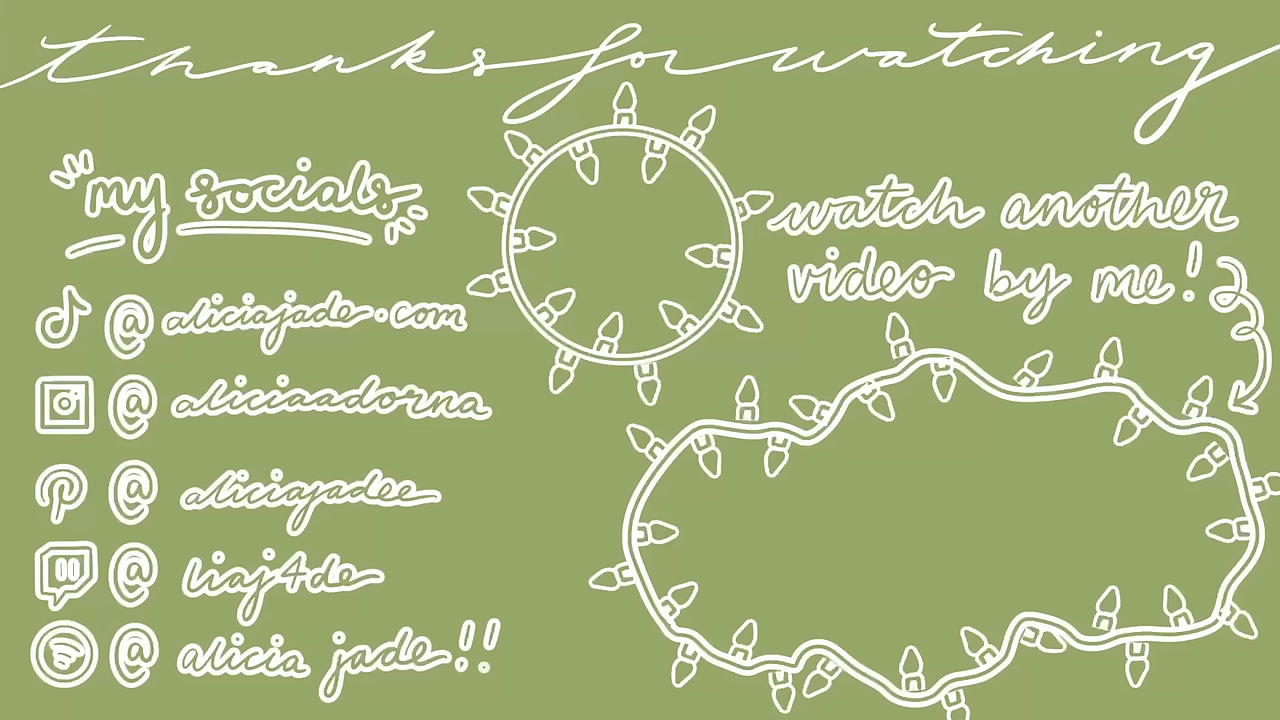 thanks for watching
my socials
@aliciajade.com
@aliciaadorna
@aliciajadee
@liaj4de
@alicia jade!!
watch another
video by me!